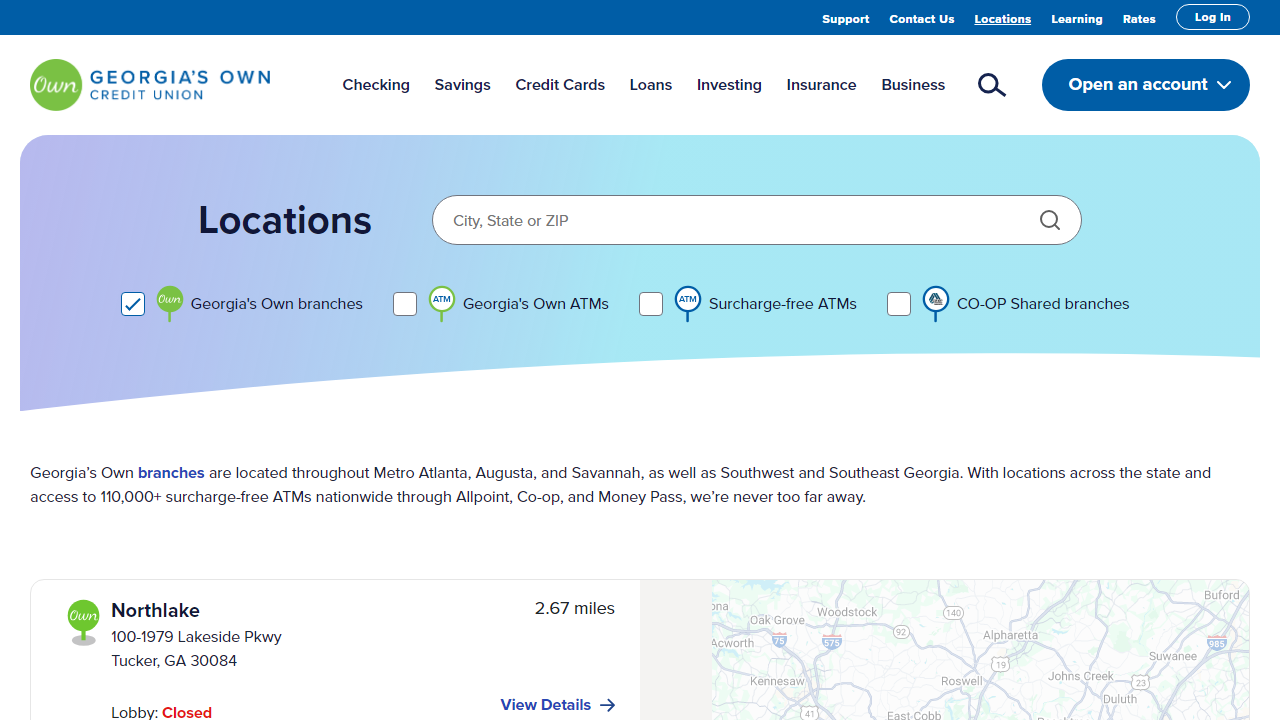 Support Contact Us Locations Learning Rates Log In
Own GEORGIA'S OWN
CREDIT UNION
Checking Savings Credit Cards Loans Investing Insurance Business Open an account
Locations City, State or ZIP
Own Georgia's Own branches ATM Georgia's Own ATMs ATM Surcharge-free ATMs CO-OP Shared branches
Georgia’s Own branches are located throughout Metro Atlanta, Augusta, and Savannah, as well as Southwest and Southeast Georgia. With locations across the state and
access to 110,000+ surcharge-free ATMs nationwide through Allpoint, Co-op, and Money Pass, we’re never too far away.
Own Northlake 2.67 miles
100-1979 Lakeside Pkwy
Tucker, GA 30084
View Details
Lobby: Closed
Buford
ona Woodstock 140
Oak Grove
92 Alpharetta
Acworth 75 575 985
19 Suwanee
Kennesaw Roswell Johns Creek 23
Duluth
41 East Cobb